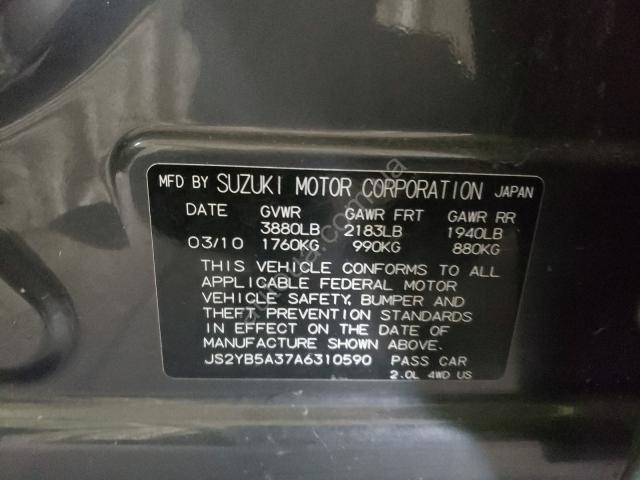 MFD BY SUZUKI MOTOR CORPORATION JAPAN
DATE GVWR GAWR FRT GAWR RR
3880LB 2183LB 1940LB
03/10 1760KG 990KG 880KG
THIS VEHICLE CONFORMS TO ALL
APPLICABLE FEDERAL MOTOR
VEHICLE SAFETY, BUMPER AND
THEFT PREVENTION STANDARDS
IN EFFECT ON THE DATE OF
MANUFACTURE SHOWN ABOVE.
JS2YB5A37A6310590 PASS CAR
2.0L 4WD US